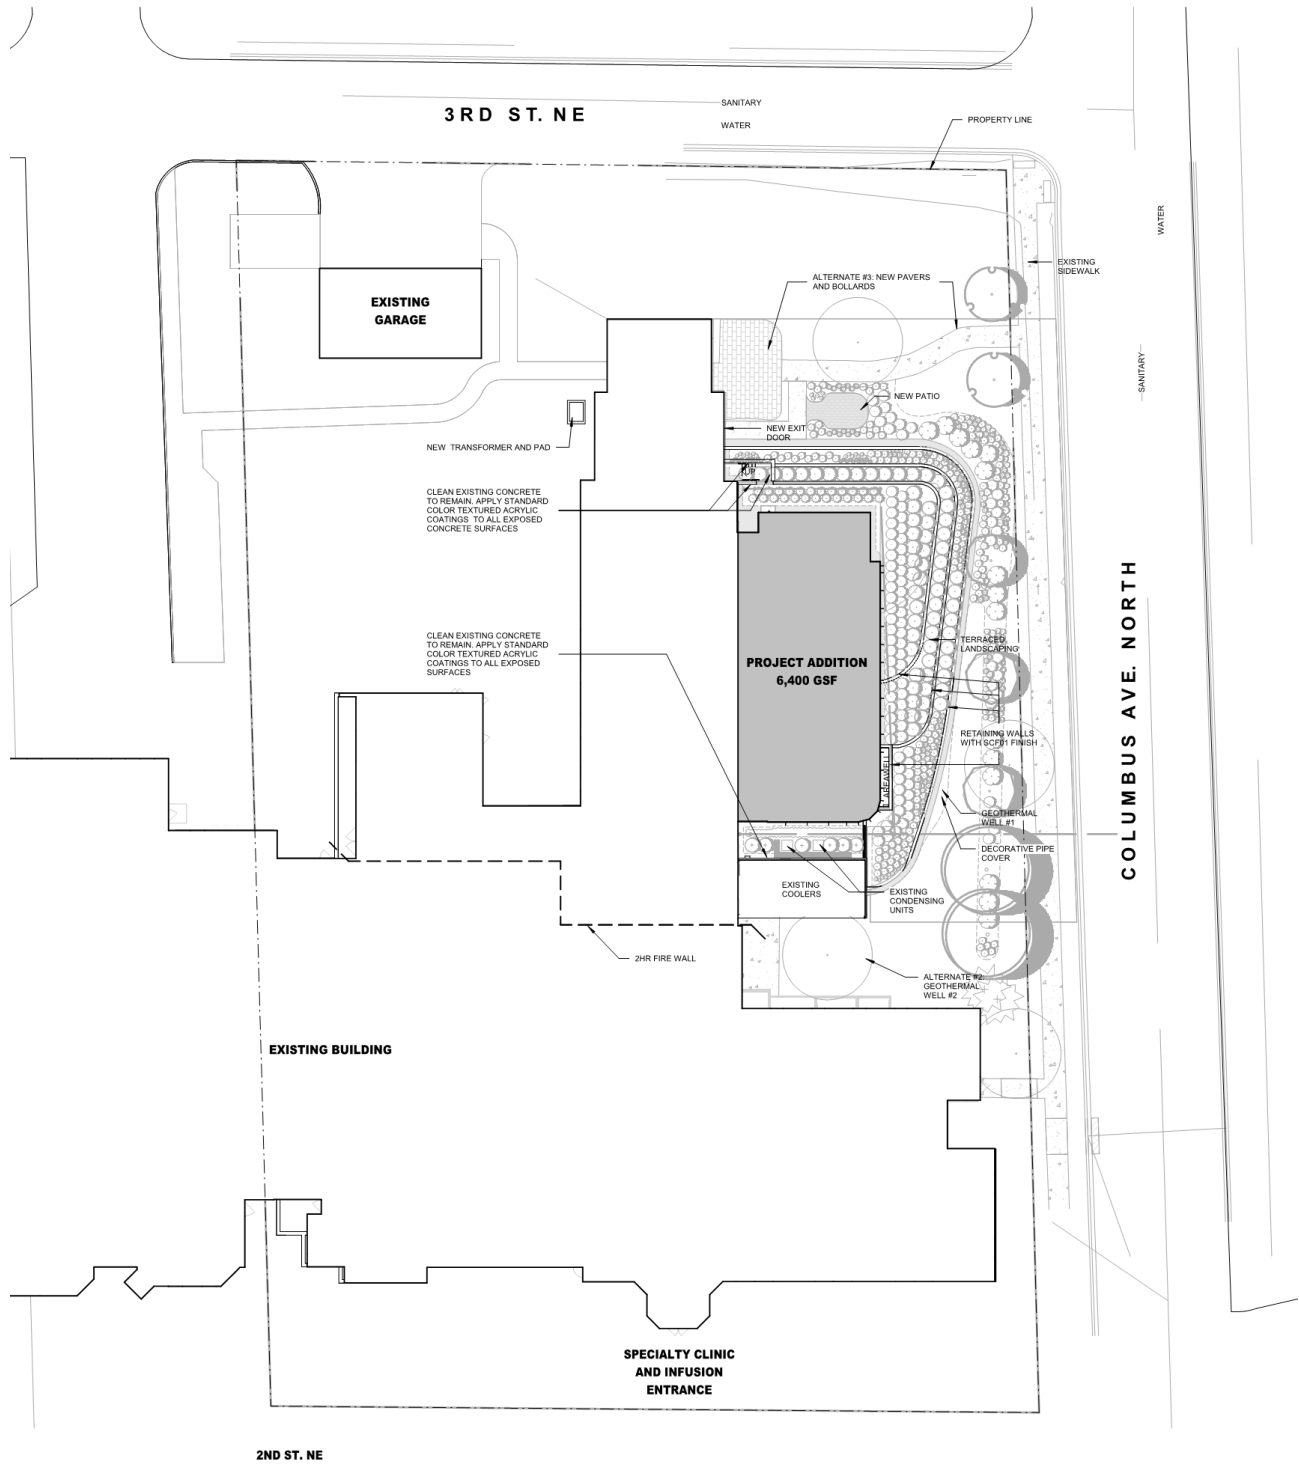 3RD ST. NE
SANITARY
WATER
PROPERTY LINE
WATER
EXISTING
SIDEWALK
ALTERNATE #3: NEW PAVERS
AND BOLLARDS
EXISTING
GARAGE
SANITARY
NEW PATIO
NEW EXIT
DOOR
NEW TRANSFORMER AND PAD
UP
CLEAN EXISTING CONCRETE
TO REMAIN. APPLY STANDARD
COLOR TEXTURED ACRYLIC
COATINGS TO ALL EXPOSED
CONCRETE SURFACES
CLEAN EXISTING CONCRETE
TO REMAIN. APPLY STANDARD
COLOR TEXTURED ACRYLIC
COATINGS TO ALL EXPOSED
SURFACES
PROJECT ADDITION
6,400 GSF
TERRACED
LANDSCAPING
COLUMBUS AVE. NORTH
RETAINING WALLS
WITH SCF01 FINISH
AREAWELL
GEOTHERMAL
WELL #1
DECORATIVE PIPE
COVER
EXISTING
COOLERS
EXISTING
CONDENSING
UNITS
2HR FIRE WALL
ALTERNATE #2:
GEOTHERMAL
WELL #2
EXISTING BUILDING
SPECIALTY CLINIC
AND INFUSION
ENTRANCE
2ND ST. NE